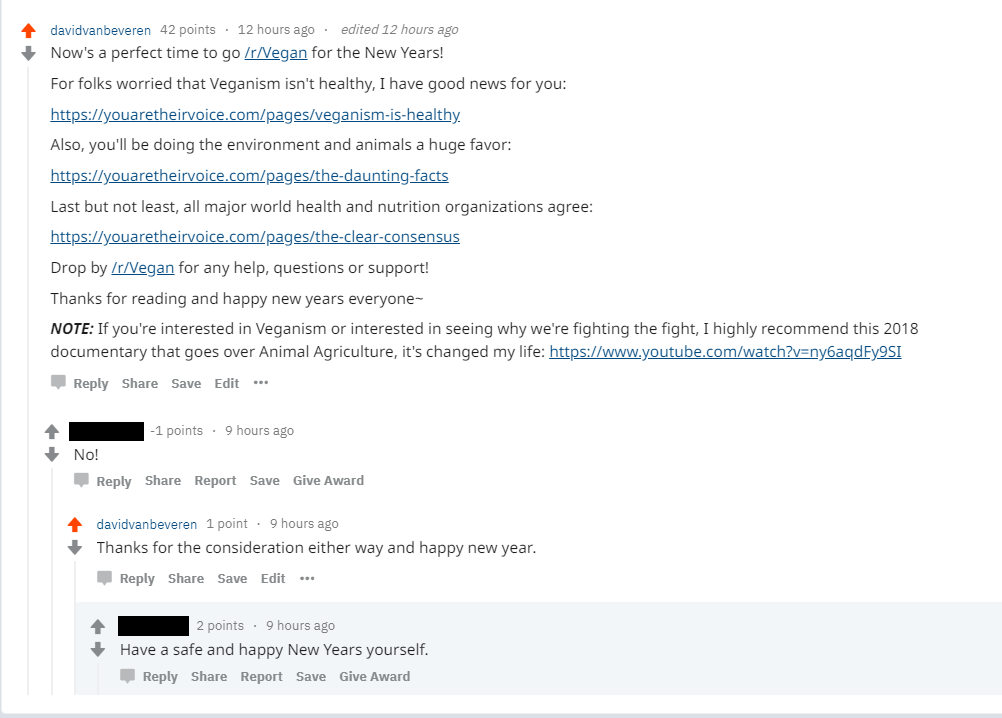 davidvanbeveren 42 points · 12 hours ago · edited 12 hours ago
Now's a perfect time to go /r/Vegan for the New Years!
For folks worried that Veganism isn't healthy, I have good news for you:
https://youaretheirvoice.com/pages/veganism-is-healthy
Also, you'll be doing the environment and animals a huge favor:
https://youaretheirvoice.com/pages/the-daunting-facts
Last but not least, all major world health and nutrition organizations agree:
https://youaretheirvoice.com/pages/the-clear-consensus
Drop by /r/Vegan for any help, questions or support!
Thanks for reading and happy new years everyone~
NOTE: If you're interested in Veganism or interested in seeing why we're fighting the fight, I highly recommend this 2018
documentary that goes over Animal Agriculture, it's changed my life: https://www.youtube.com/watch?v=ny6aqdFy9SI
Reply Share Save Edit •••
-1 points · 9 hours ago
No!
Reply Share Report Save Give Award
davidvanbeveren 1 point · 9 hours ago
Thanks for the consideration either way and happy new year.
Reply Share Save Edit •••
2 points · 9 hours ago
Have a safe and happy New Years yourself.
Reply Share Report Save Give Award